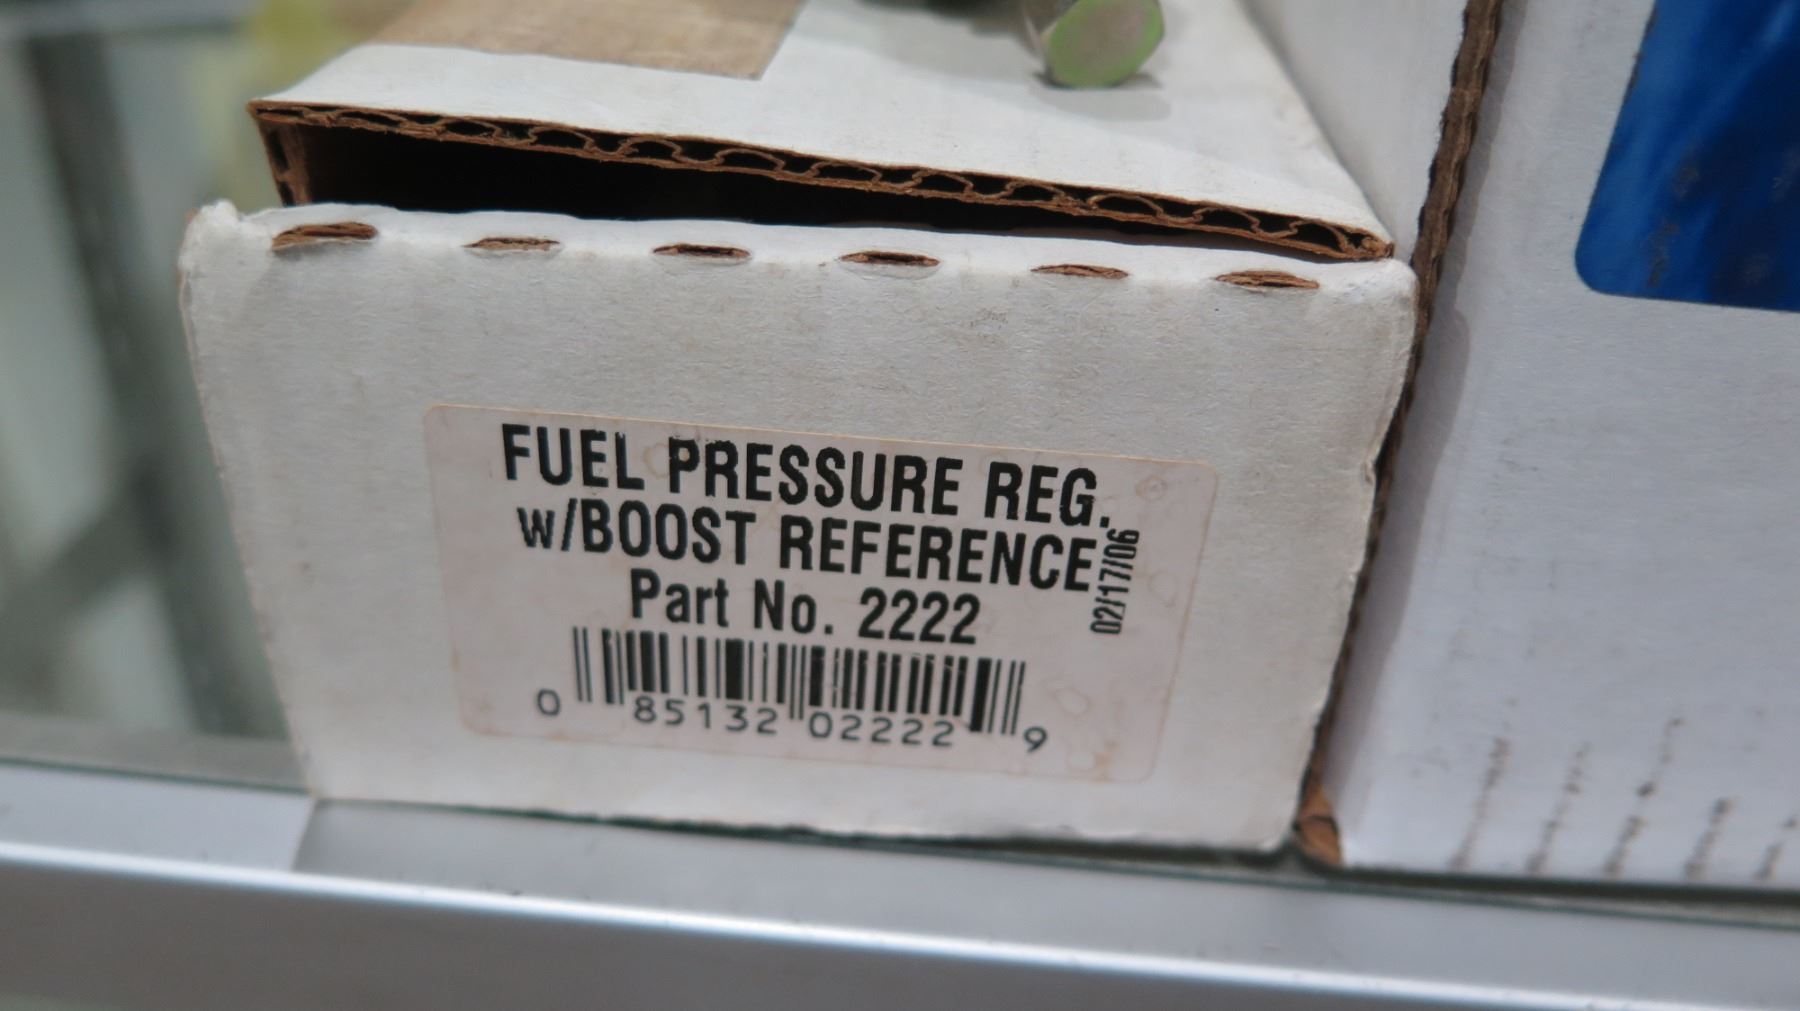 FUEL PRESSURE REG.
w/BOOST REFERENCE
02/17/06
Part No. 2222
0 85132 02222 9